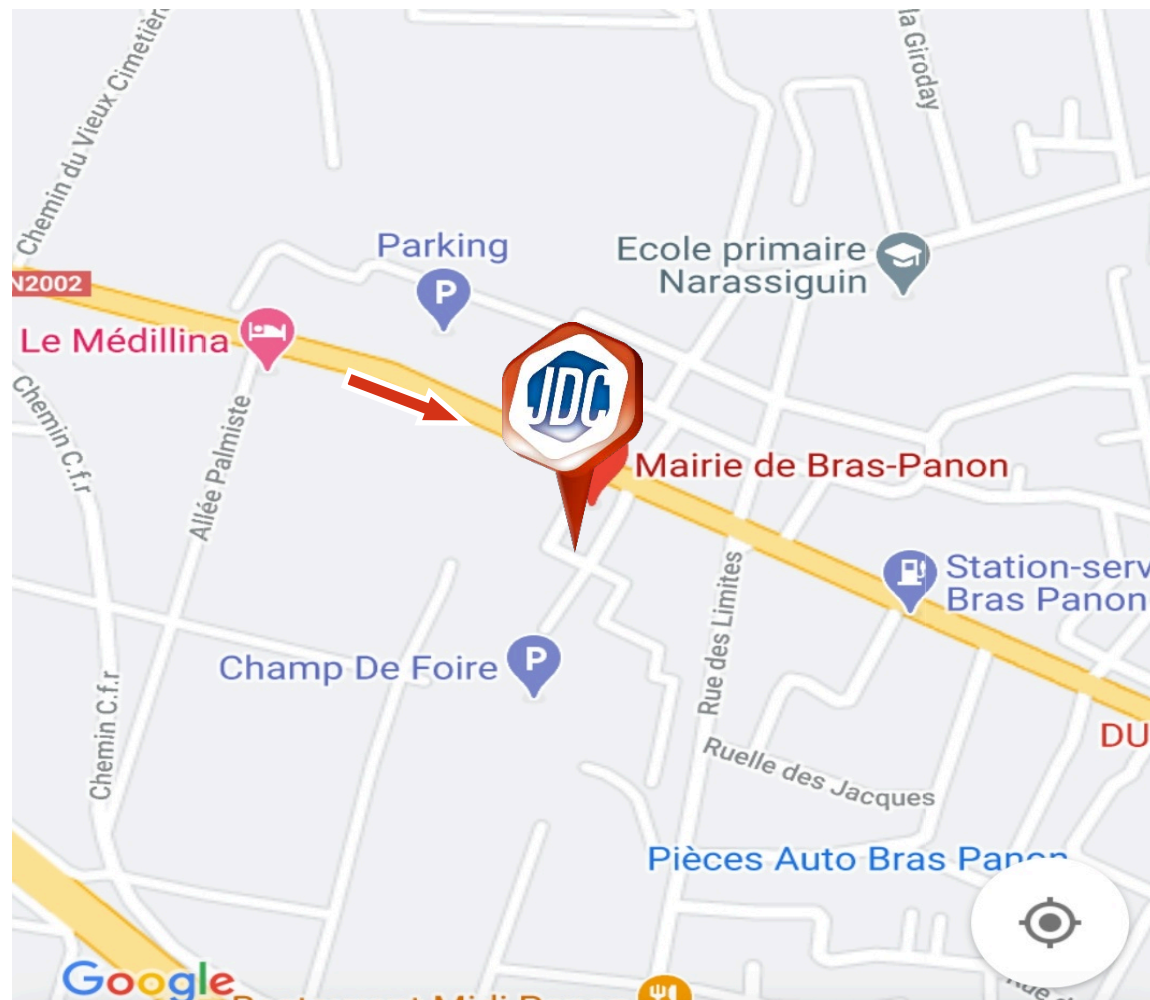 Chemin du Vieux Cimetière
la Giroday
Parking
P
Ecole primaire
Narassiguin
N2002
Le Médillina
JDC
Chemin C.f.r
Allée Palmiste
Mairie de Bras-Panon
Station-serv
Bras Panon
Rue des Limites
Champ De Foire
P
Chemin C.f.r
DU
Ruelle des Jacques
Pièces Auto Bras Panon
Google
Rue